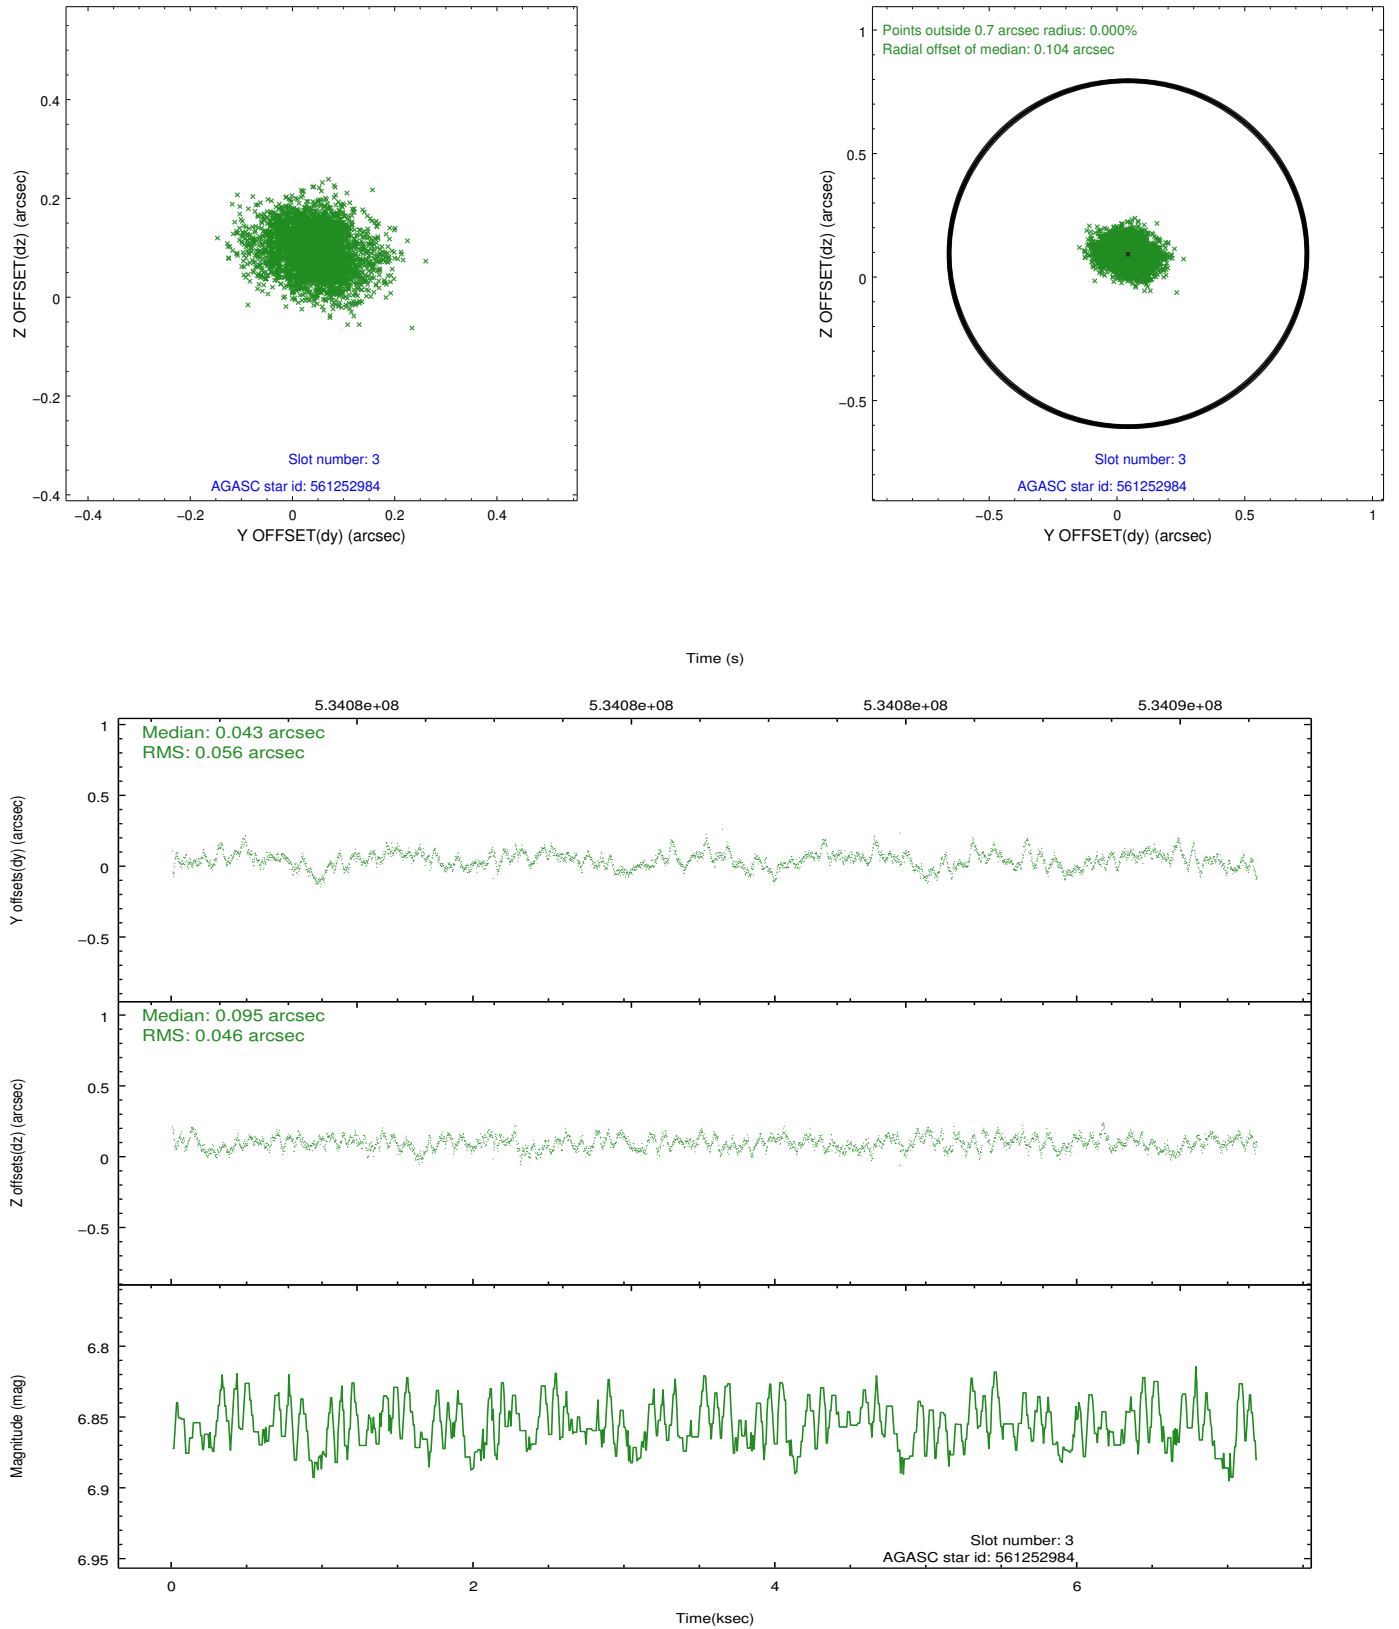 0.4
0.2
0
−0.2
−0.4
Z OFFSET(dz) (arcsec)
Slot number: 3
AGASC star id: 561252984
−0.4 −0.2 0 0.2 0.4
Y OFFSET(dy) (arcsec)
Points outside 0.7 arcsec radius: 0.000%
Radial offset of median: 0.104 arcsec
1
0.5
0
−0.5
Z OFFSET(dz) (arcsec)
Slot number: 3
AGASC star id: 561252984
−0.5 0 0.5 1
Y OFFSET(dy) (arcsec)
Time (s)
5.3408e+08 5.3408e+08 5.3408e+08 5.3409e+08
Median: 0.043 arcsec
RMS: 0.056 arcsec
1
0.5
0
−0.5
Y offsets(dy) (arcsec)
Median: 0.095 arcsec
RMS: 0.046 arcsec
1
0.5
0
−0.5
Z offsets(dz) (arcsec)
6.8
6.85
6.9
6.95
Magnitude (mag)
Slot number: 3
AGASC star id: 561252984
0 2 4 6
Time(ksec)